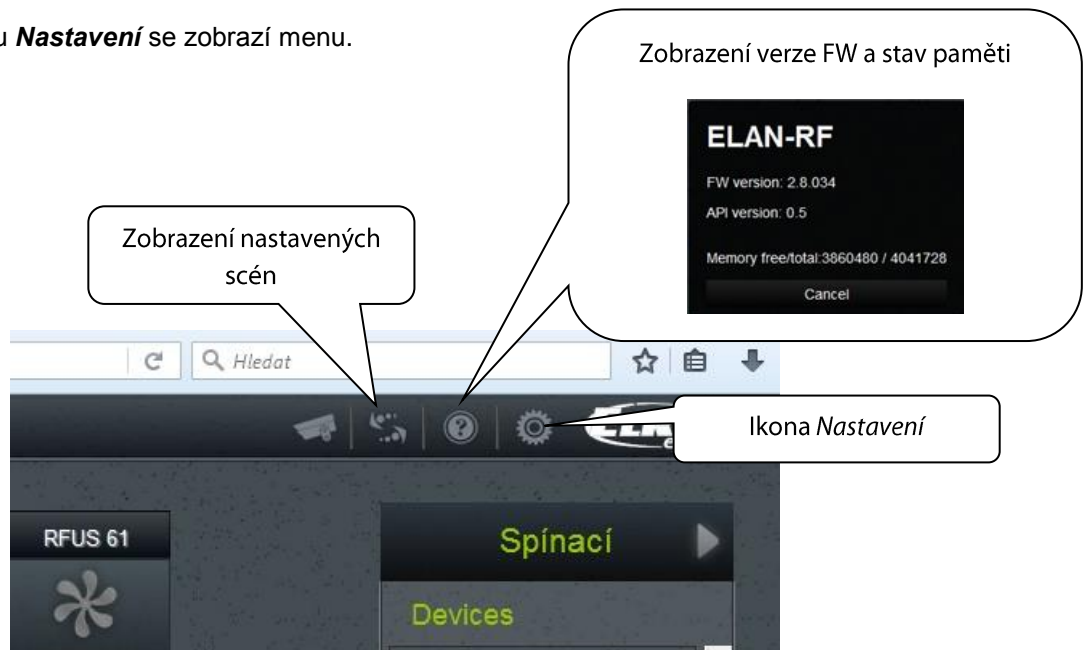 u Nastavení se zobrazí menu.
Zobrazení verze FW a stav paměti
ELAN-RF
FW version: 2.8.034
API version: 0.5
Memory free/total:3860480 / 4041728
Cancel
Zobrazení nastavených
scén
Hledat
Ikona Nastavení
RFUS 61
Spínací
Devices